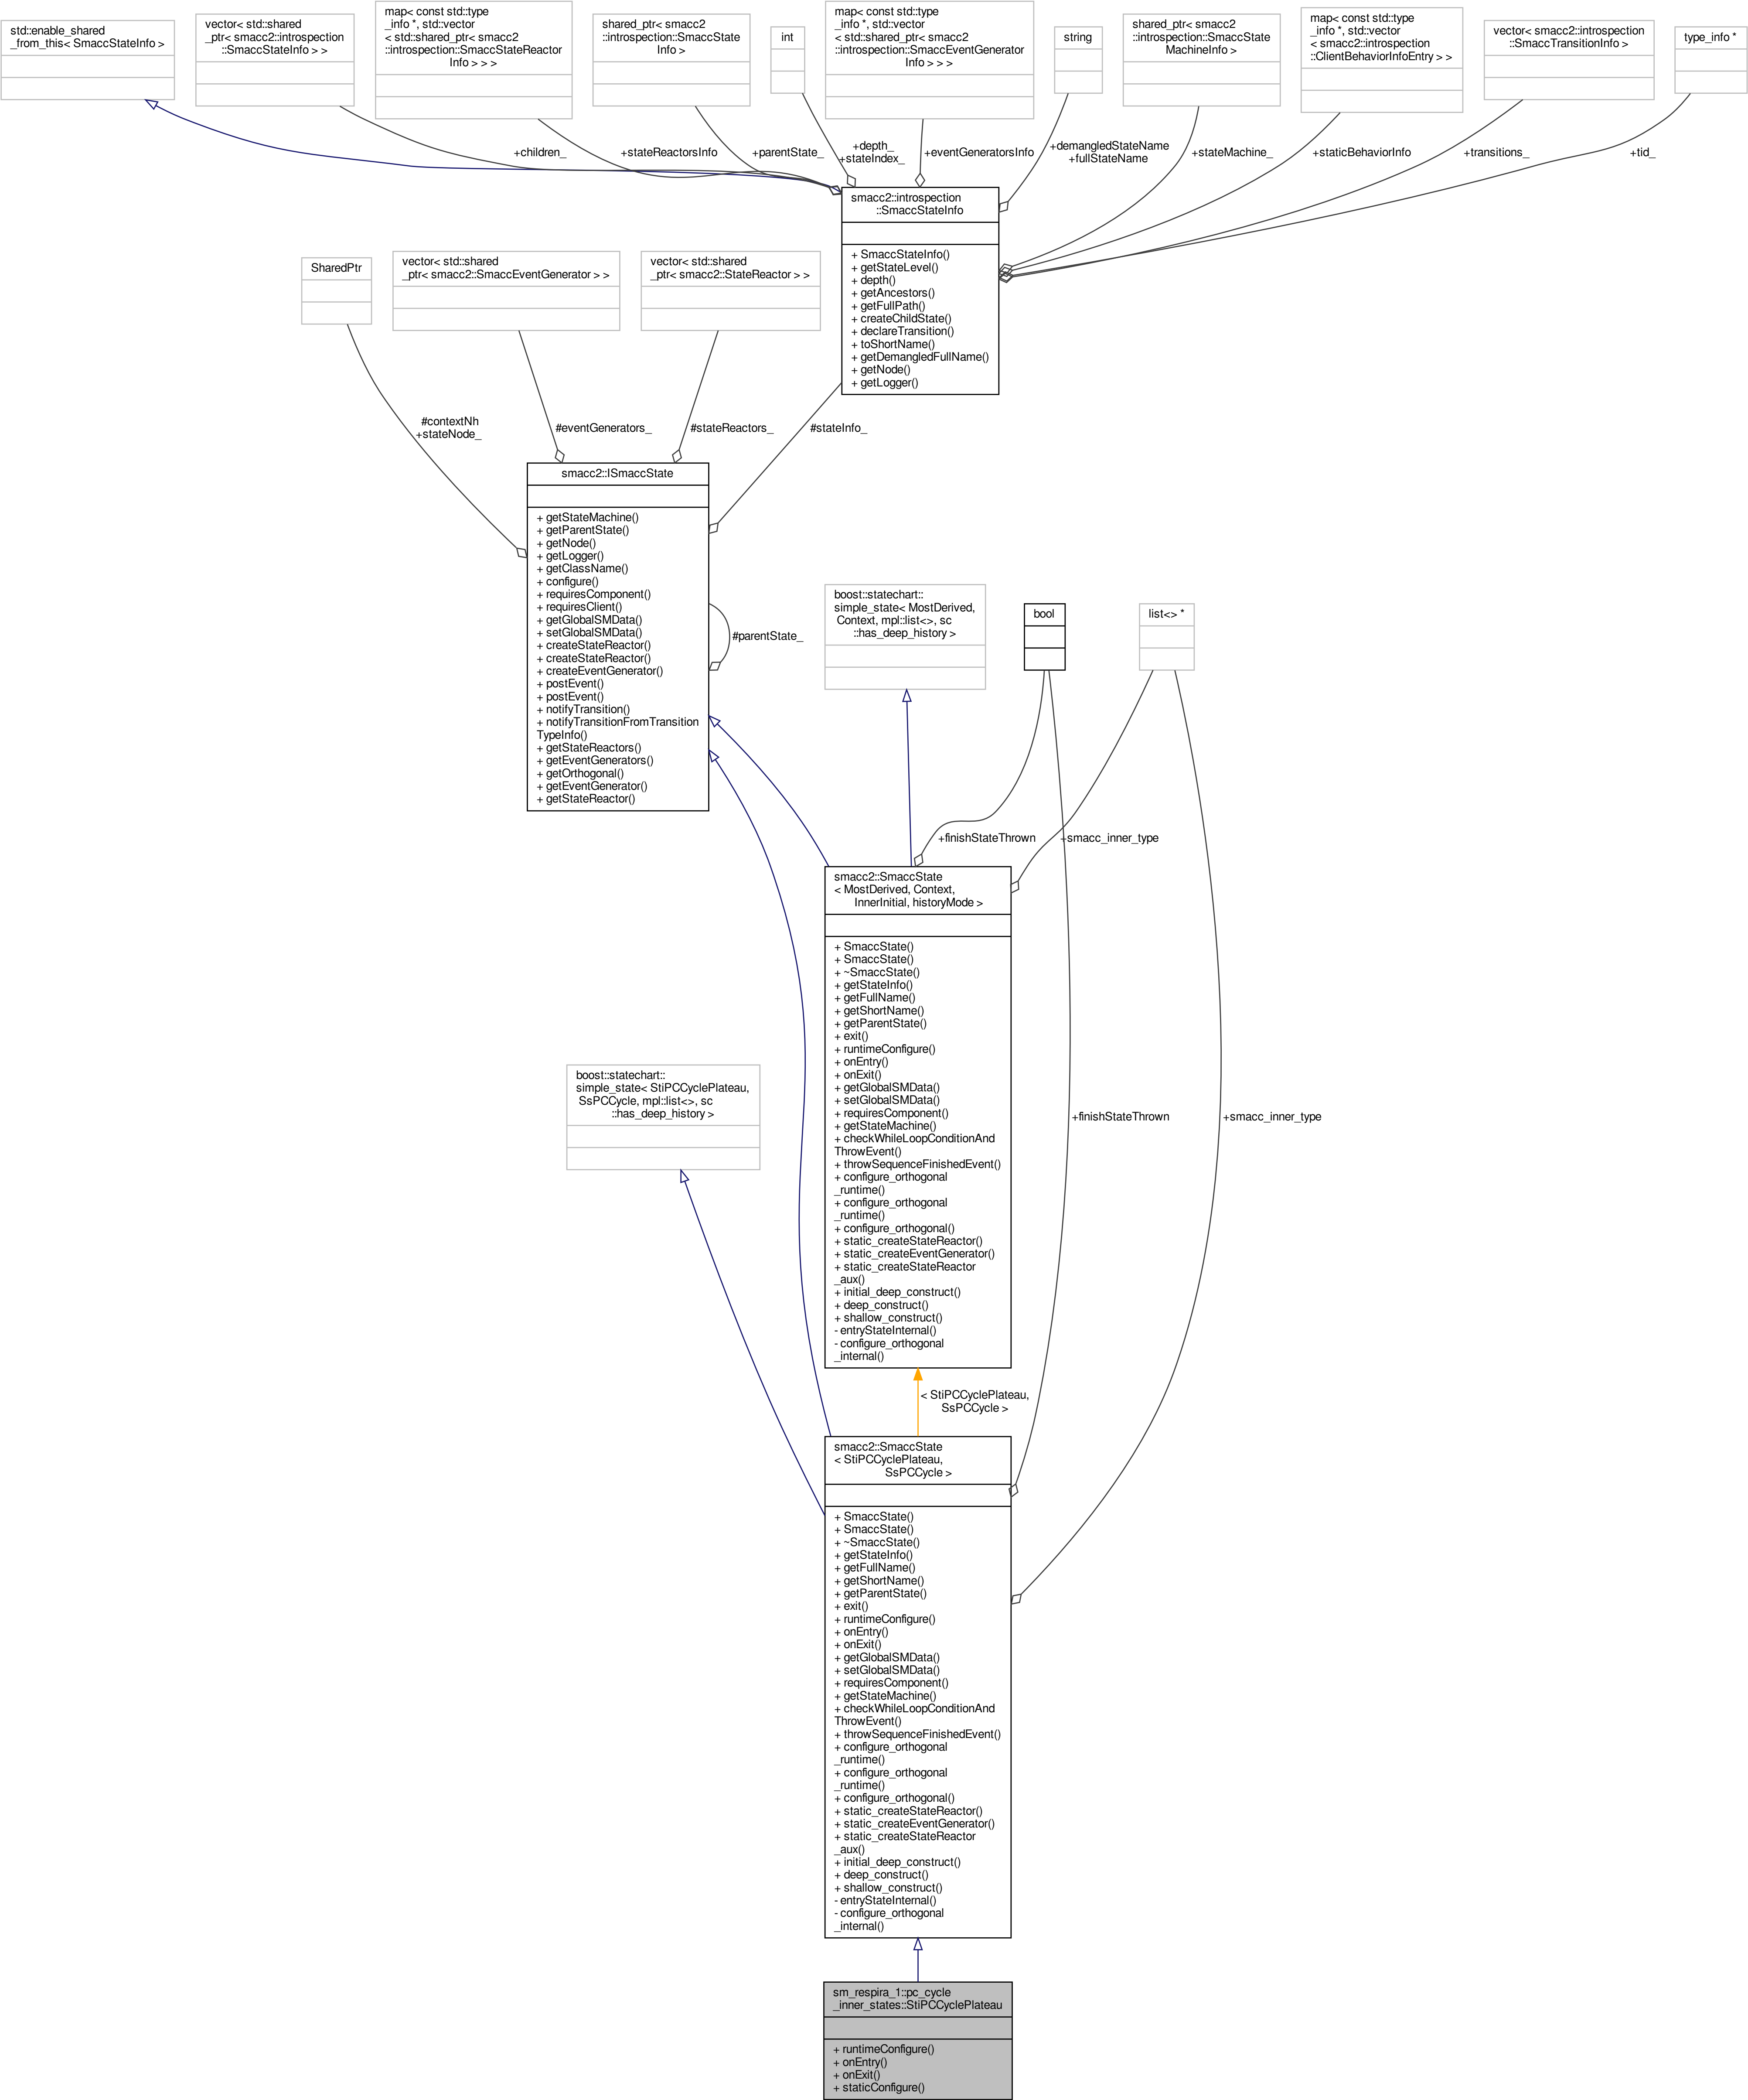 std::enable_shared
_from_this< SmaccStateInfo >
vector< std::shared
_ptr< smacc2::introspection
::SmaccStateInfo > >
map< const std::type
_info *, std::vector
< std::shared_ptr< smacc2
::introspection::SmaccStateReactor
Info > > >
shared_ptr< smacc2
::introspection::SmaccState
Info >
int
map< const std::type
_info *, std::vector
< std::shared_ptr< smacc2
::introspection::SmaccEventGenerator
Info > > >
string
shared_ptr< smacc2
::introspection::SmaccState
MachineInfo >
map< const std::type
_info *, std::vector
< smacc2::introspection
::ClientBehaviorInfoEntry > >
vector< smacc2::introspection
::SmaccTransitionInfo >
type_info *
+children_
+stateReactorsInfo
+parentState_
+depth_
+stateIndex_
+eventGeneratorsInfo
+demangledStateName
+fullStateName
+stateMachine_
+staticBehaviorInfo
+transitions_
+tid_
smacc2::introspection
::SmaccStateInfo
+ SmaccStateInfo()
+ getStateLevel()
+ depth()
+ getAncestors()
+ getFullPath()
+ createChildState()
+ declareTransition()
+ toShortName()
+ getDemangledFullName()
+ getNode()
+ getLogger()
SharedPtr
vector< std::shared
_ptr< smacc2::SmaccEventGenerator > >
vector< std::shared
_ptr< smacc2::StateReactor > >
#contextNh
+stateNode_
#eventGenerators_
#stateReactors_
#stateInfo_
smacc2::ISmaccState
+ getStateMachine()
+ getParentState()
+ getNode()
+ getLogger()
+ getClassName()
+ configure()
+ requiresComponent()
+ requiresClient()
+ getGlobalSMData()
+ setGlobalSMData()
+ createStateReactor()
+ createStateReactor()
+ createEventGenerator()
+ postEvent()
+ postEvent()
+ notifyTransition()
+ notifyTransitionFromTransition
TypeInfo()
+ getStateReactors()
+ getEventGenerators()
+ getOrthogonal()
+ getEventGenerator()
+ getStateReactor()
#parentState_
boost::statechart::
simple_state< MostDerived,
Context, mpl::list<>, sc
::has_deep_history >
bool
list<> *
+finishStateThrown
+smacc_inner_type
smacc2::SmaccState
< MostDerived, Context,
InnerInitial, historyMode >
+ SmaccState()
+ SmaccState()
+ ~SmaccState()
+ getStateInfo()
+ getFullName()
+ getShortName()
+ getParentState()
+ exit()
+ runtimeConfigure()
+ onEntry()
+ onExit()
+ getGlobalSMData()
+ setGlobalSMData()
+ requiresComponent()
+ getStateMachine()
+ checkWhileLoopConditionAnd
ThrowEvent()
+ throwSequenceFinishedEvent()
+ configure_orthogonal
_runtime()
+ configure_orthogonal
_runtime()
+ configure_orthogonal()
+ static_createStateReactor()
+ static_createEventGenerator()
+ static_createStateReactor
_aux()
+ initial_deep_construct()
+ deep_construct()
+ shallow_construct()
- entryStateInternal()
- configure_orthogonal
_internal()
boost::statechart::
simple_state< StiPCCyclePlateau,
SsPCCycle, mpl::list<>, sc
::has_deep_history >
+finishStateThrown
+smacc_inner_type
< StiPCCyclePlateau,
SsPCCycle >
smacc2::SmaccState
< StiPCCyclePlateau,
SsPCCycle >
+ SmaccState()
+ SmaccState()
+ ~SmaccState()
+ getStateInfo()
+ getFullName()
+ getShortName()
+ getParentState()
+ exit()
+ runtimeConfigure()
+ onEntry()
+ onExit()
+ getGlobalSMData()
+ setGlobalSMData()
+ requiresComponent()
+ getStateMachine()
+ checkWhileLoopConditionAnd
ThrowEvent()
+ throwSequenceFinishedEvent()
+ configure_orthogonal
_runtime()
+ configure_orthogonal
_runtime()
+ configure_orthogonal()
+ static_createStateReactor()
+ static_createEventGenerator()
+ static_createStateReactor
_aux()
+ initial_deep_construct()
+ deep_construct()
+ shallow_construct()
- entryStateInternal()
- configure_orthogonal
_internal()
sm_respira_1::pc_cycle
_inner_states::StiPCCyclePlateau
+ runtimeConfigure()
+ onEntry()
+ onExit()
+ staticConfigure()